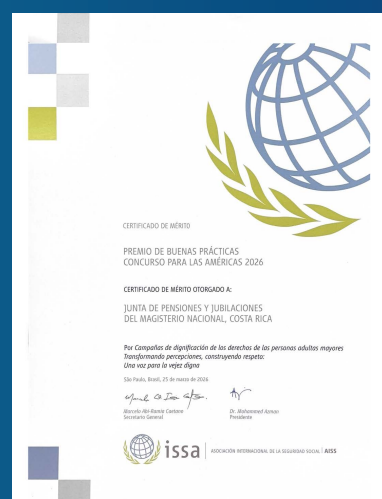 CERTIFICADO DE MÉRITO
PREMIO DE BUENAS PRÁCTICAS
CONCURSO PARA LAS AMÉRICAS 2026
CERTIFICADO DE MÉRITO OTORGADO A:
JUNTA DE PENSIONES Y JUBILACIONES
DEL MAGISTERIO NACIONAL, COSTA RICA
Por Campañas de dignificación de los derechos de las personas adultas mayores
Transformando percepciones, construyendo respeto:
Una voz para la vejez digna
São Paulo, Brasil, 25 de marzo de 2026
Marcelo Abi-Ramia Caetano
Secretario General
Dr. Mohammed Azman
Presidente
issa
ASOCIACIÓN INTERNACIONAL DE LA SEGURIDAD SOCIAL | AISS